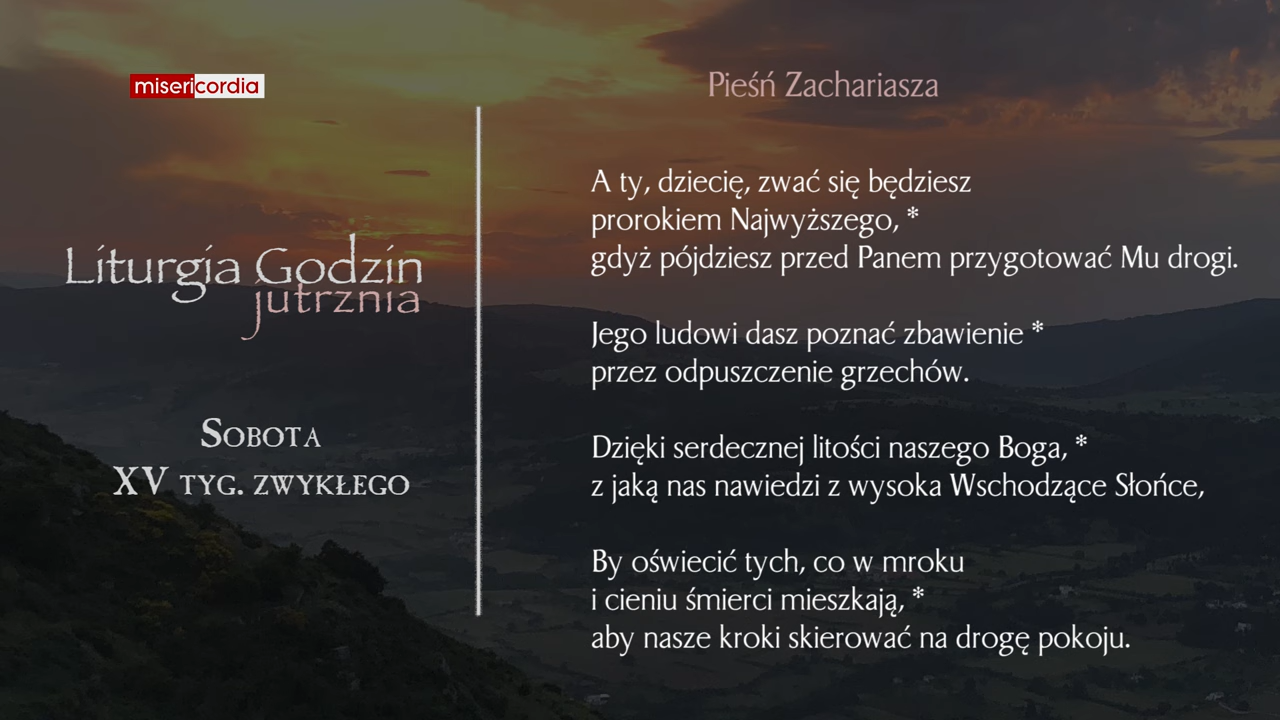 misericordia
Liturgia Godzin
jutrznia
Sobota
XV tyg. zwykłego
Pieśń Zachariasza
A ty, dziecię, zwać się będziesz
prorokiem Najwyższego, *
gdyż pójdziesz przed Panem przygotować Mu drogi.
Jego ludowi dasz poznać zbawienie *
przez odpuszczenie grzechów.
Dzięki serdecznej litości naszego Boga, *
z jaką nas nawiedzi z wysoka Wschodzące Słońce,
By oświecić tych, co w mroku
i cieniu śmierci mieszkają, *
aby nasze kroki skierować na drogę pokoju.